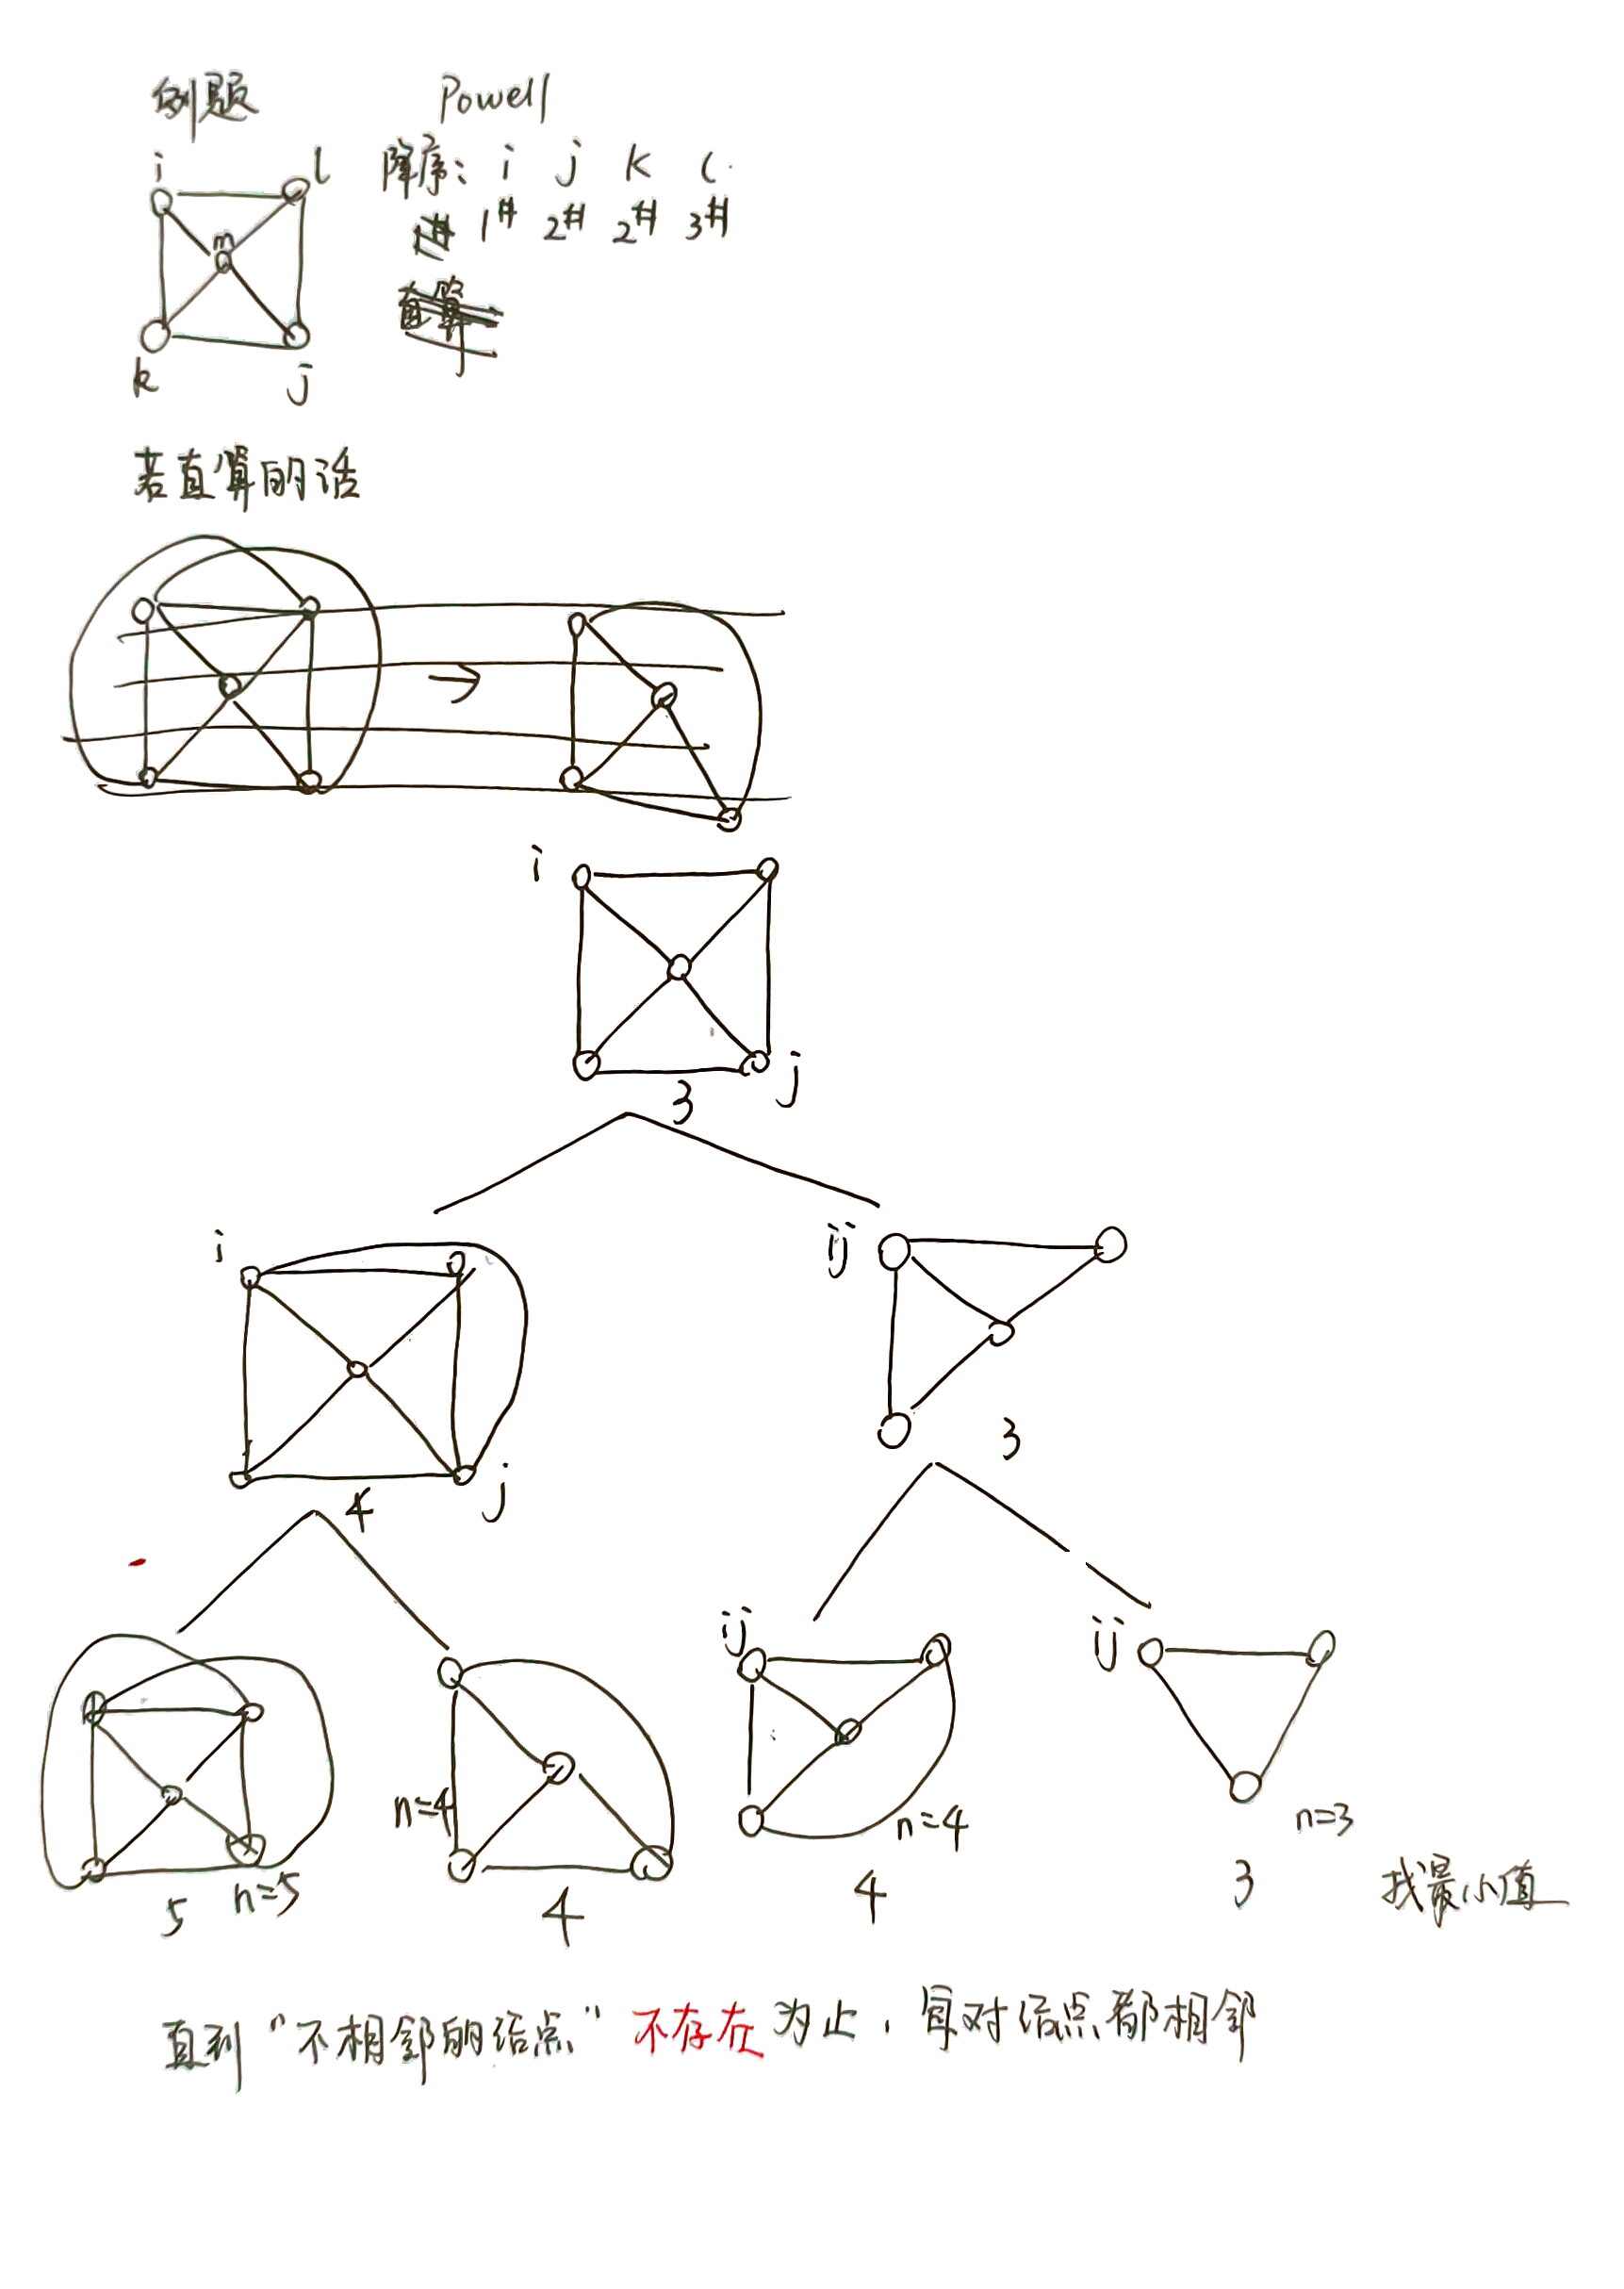 例题 Powell
i l 降序: i j k l
m 1# 2# 2# 3#
k j
若直算的话
i
j
3
i
ij
j
4
3
ij
ij
n=4
n=4
n=3
n=5
5
4
4
3
找最小值
直到“不相邻的结点”不存在为止,每对结点都相邻